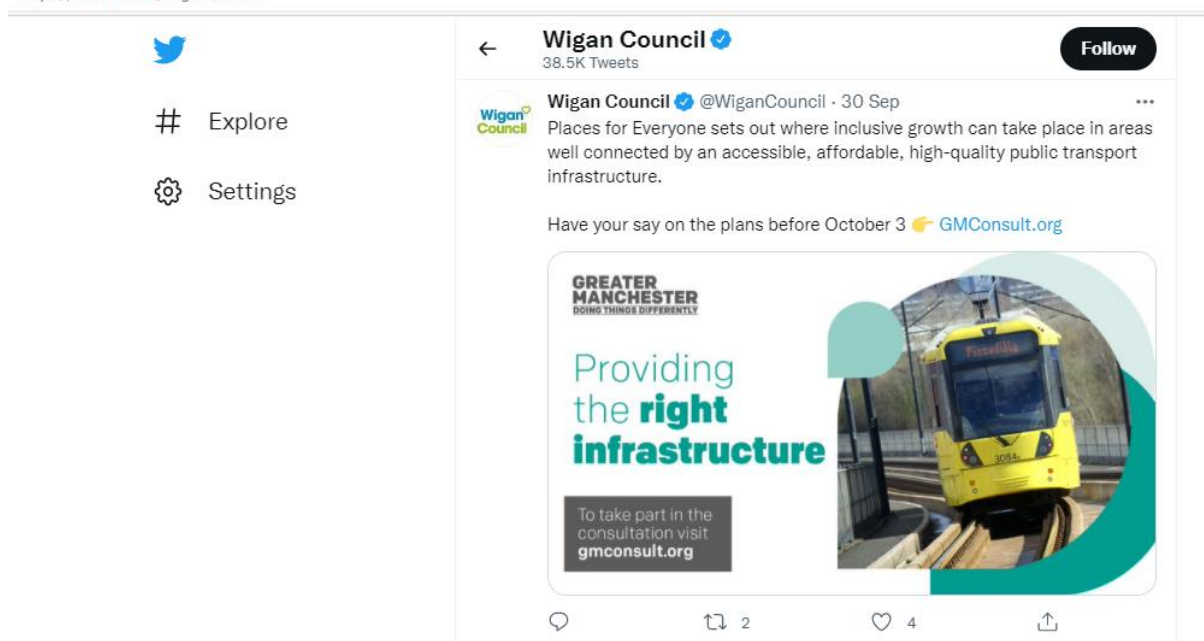 Wigan Council
38.5K Tweets
Follow
Explore
Settings
Wigan Council @WiganCouncil · 30 Sep
Places for Everyone sets out where inclusive growth can take place in areas
well connected by an accessible, affordable, high-quality public transport
infrastructure.
Have your say on the plans before October 3 👉 GMConsult.org
Wigan
Council
GREATER
MANCHESTER
DOING THINGS DIFFERENTLY
Providing
the right
infrastructure
To take part in the
consultation visit
gmconsult.org
Piccadilly
3084
2
4